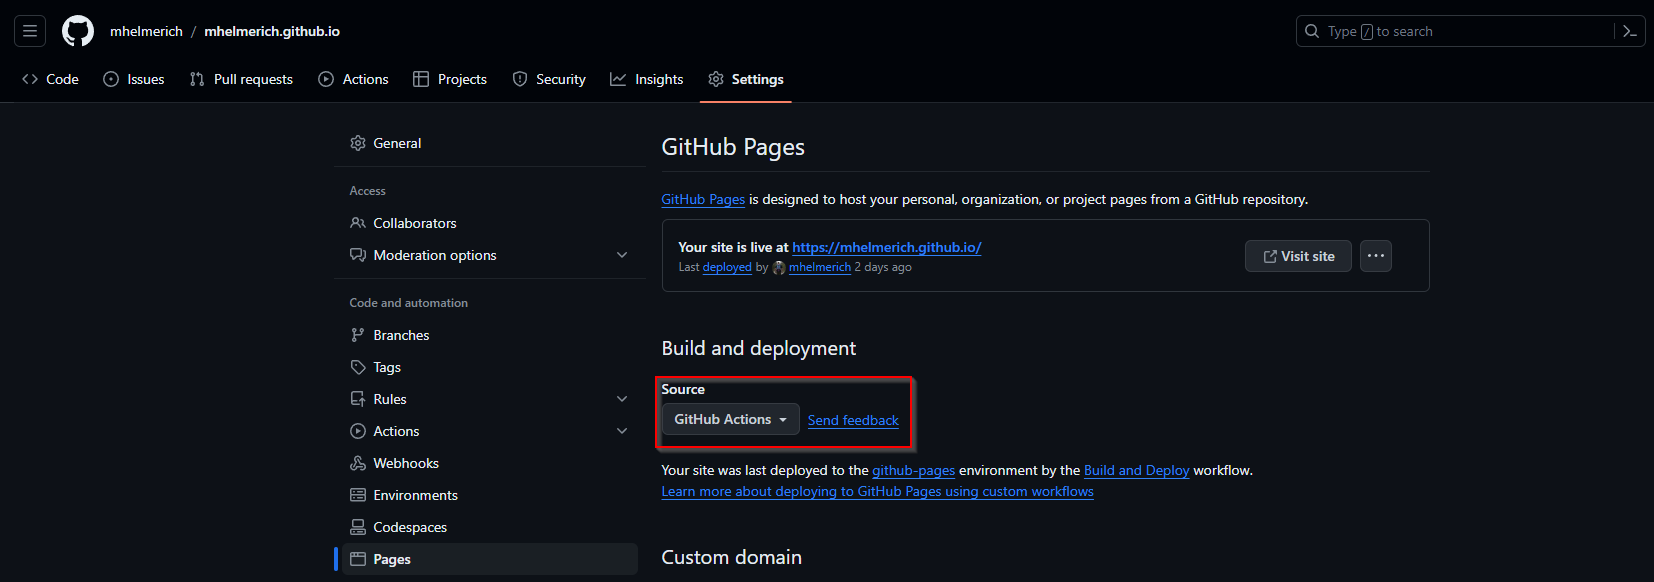 mhelmerich / mhelmerich.github.io
Type / to search
Code Issues Pull requests Actions Projects Security Insights Settings
General
Access
Collaborators
Moderation options
Code and automation
Branches
Tags
Rules
Actions
Webhooks
Environments
Codespaces
Pages
GitHub Pages
GitHub Pages is designed to host your personal, organization, or project pages from a GitHub repository.
Your site is live at https://mhelmerich.github.io/
Last deployed by mhelmerich 2 days ago
Visit site
Build and deployment
Source
GitHub Actions Send feedback
Your site was last deployed to the github-pages environment by the Build and Deploy workflow.
Learn more about deploying to GitHub Pages using custom workflows
Custom domain